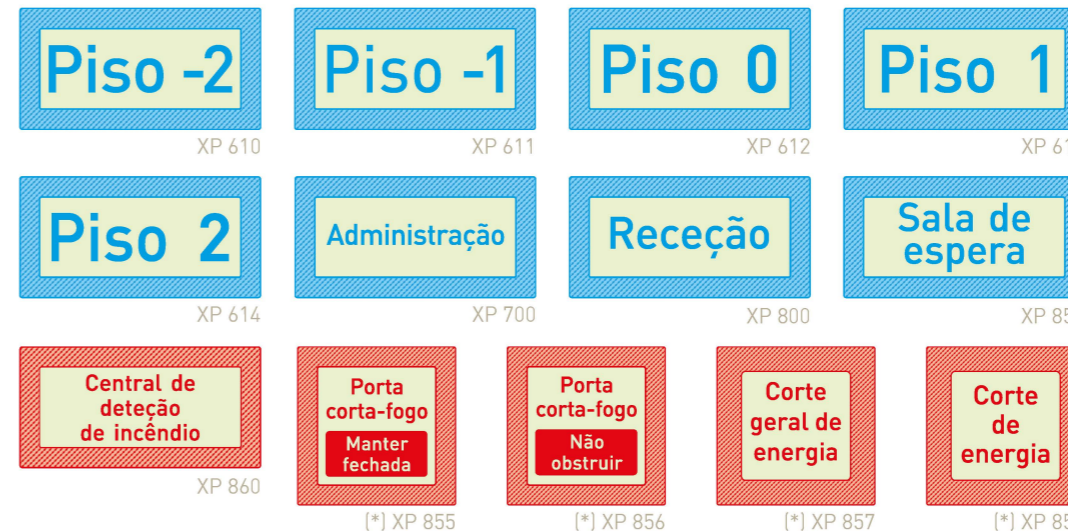 Piso -2
Piso -1
Piso 0
Piso 1
XP 610
XP 611
XP 612
XP
Piso 2
Administração
Receção
Sala de
espera
XP 614
XP 700
XP 800
XP
Central de
deteção
de incêndio
XP 860
Porta
corta-fogo
Manter
fechada
(*) XP 855
Porta
corta-fogo
Não
obstruir
(*) XP 856
Corte
geral de
energia
(*) XP 857
Corte
de
energia
(*) XP